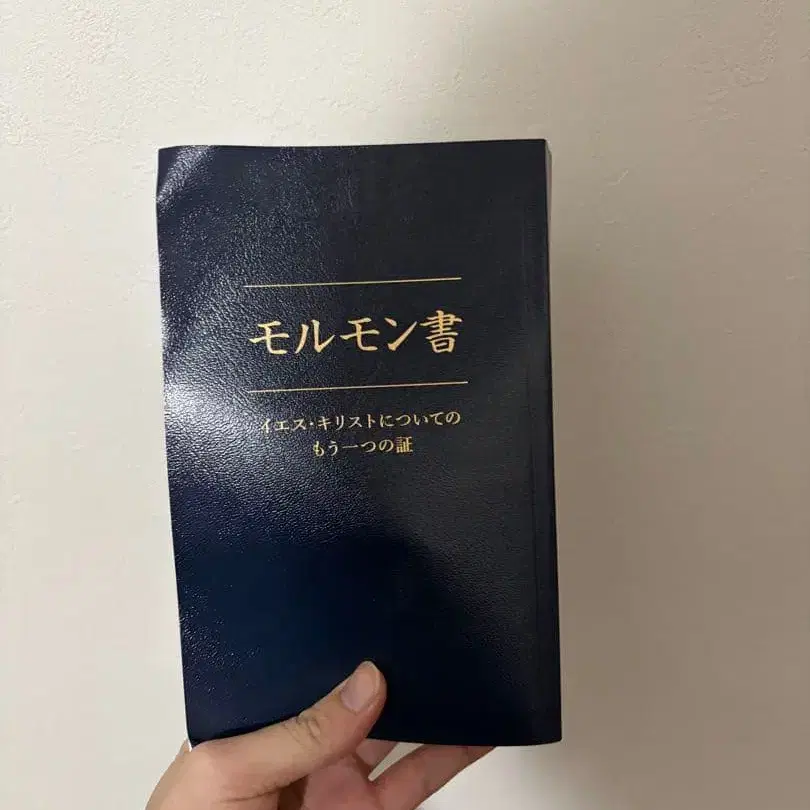 モルモン書
イエス・キリストについての
もう一つの証